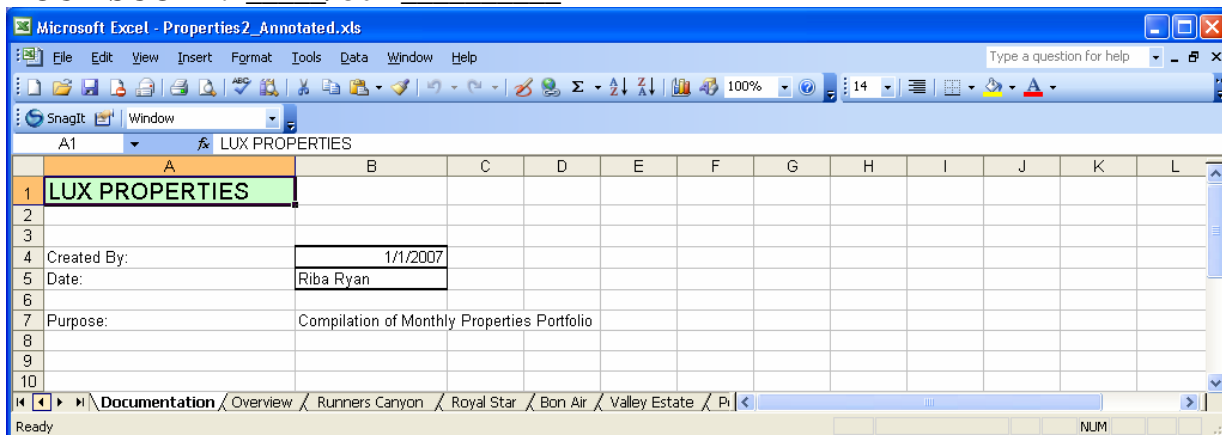 Microsoft Excel - Properties2_Annotated.xls
File Edit View Insert Format Tools Data Window Help Type a question for help
100% 14
SnagIt Window
A1 fx LUX PROPERTIES
A B C D E F G H I J K L
1 LUX PROPERTIES
2
3
4 Created By: 1/1/2007
5 Date: Riba Ryan
6
7 Purpose: Compilation of Monthly Properties Portfolio
8
9
10
Documentation Overview Runners Canyon Royal Star Bon Air Valley Estate
Ready NUM